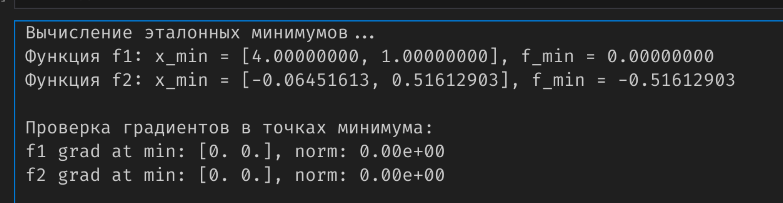 Вычисление эталонных минимумов...
Функция f1: x_min = [4.00000000, 1.00000000], f_min = 0.00000000
Функция f2: x_min = [-0.06451613, 0.51612903], f_min = -0.51612903
Проверка градиентов в точках минимума:
f1 grad at min: [0. 0.], norm: 0.00e+00
f2 grad at min: [0. 0.], norm: 0.00e+00